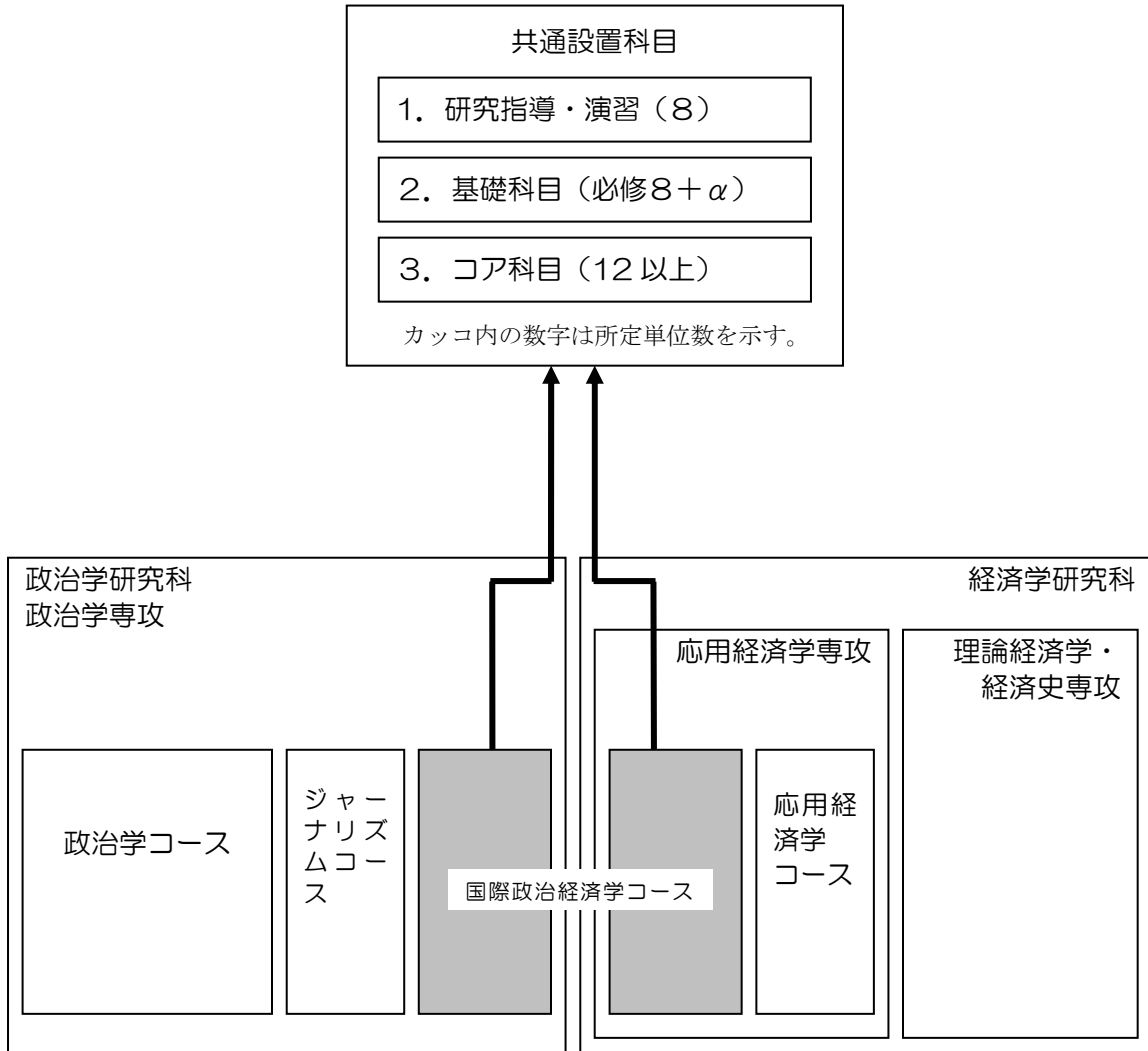 共通設置科目
1．研究指導・演習（8）
2．基礎科目（必修8＋α）
3．コア科目（12以上）
カッコ内の数字は所定単位数を示す。
政治学研究科
政治学専攻
政治学コース
ジャー
ナリズ
ムコー
ス
国際政治経済学コース
経済学研究科
応用経済学専攻
応用経
済学
コース
理論経済学・
経済史専攻